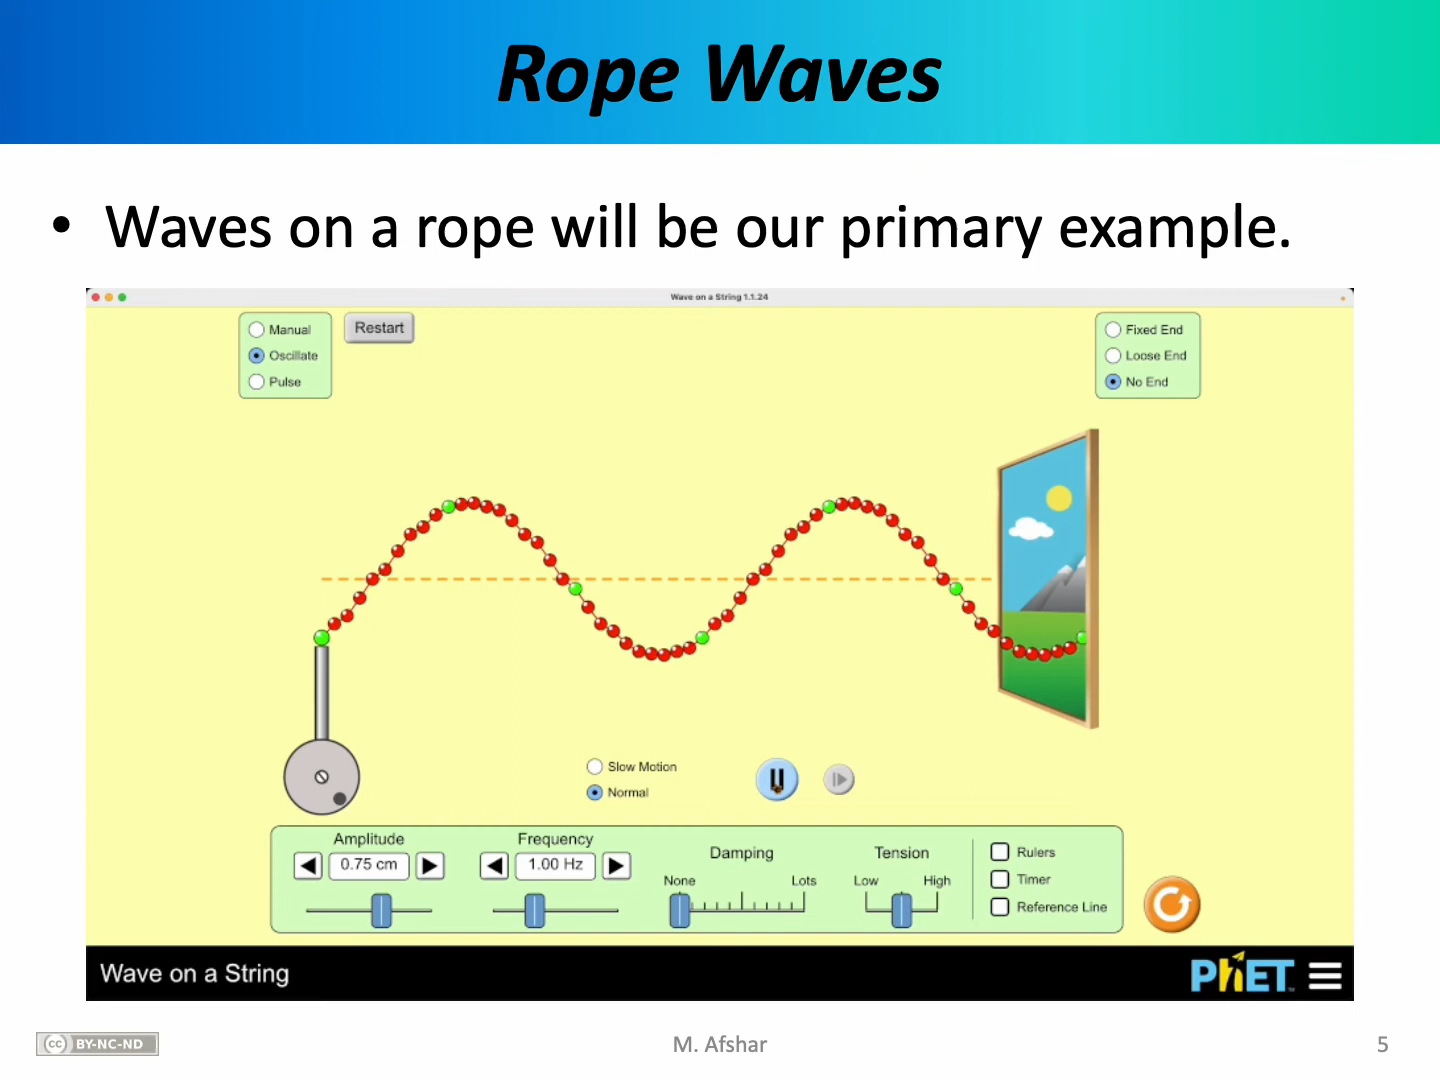 Rope Waves
• Waves on a rope will be our primary example.
Wave on a String 1.1.24
Manual
Oscillate
Pulse
Restart
Fixed End
Loose End
No End
Slow Motion
Normal
Amplitude
0.75 cm
Frequency
1.00 Hz
Damping
None Lots
Tension
Low High
Rulers
Timer
Reference Line
Wave on a String
PhET
cc BY-NC-ND
M. Afshar
5